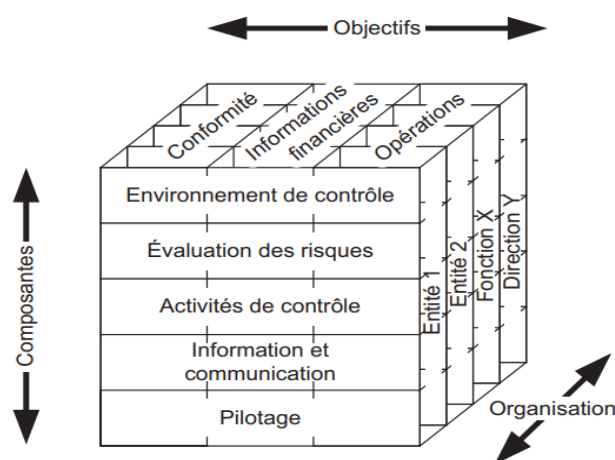 Objectifs
Conformité
Informations
financières
Opérations
Composantes
Environnement de contrôle
Évaluation des risques
Activités de contrôle
Information et
communication
Pilotage
Entité 1
Entité 2
Fonction X
Direction Y
Organisation